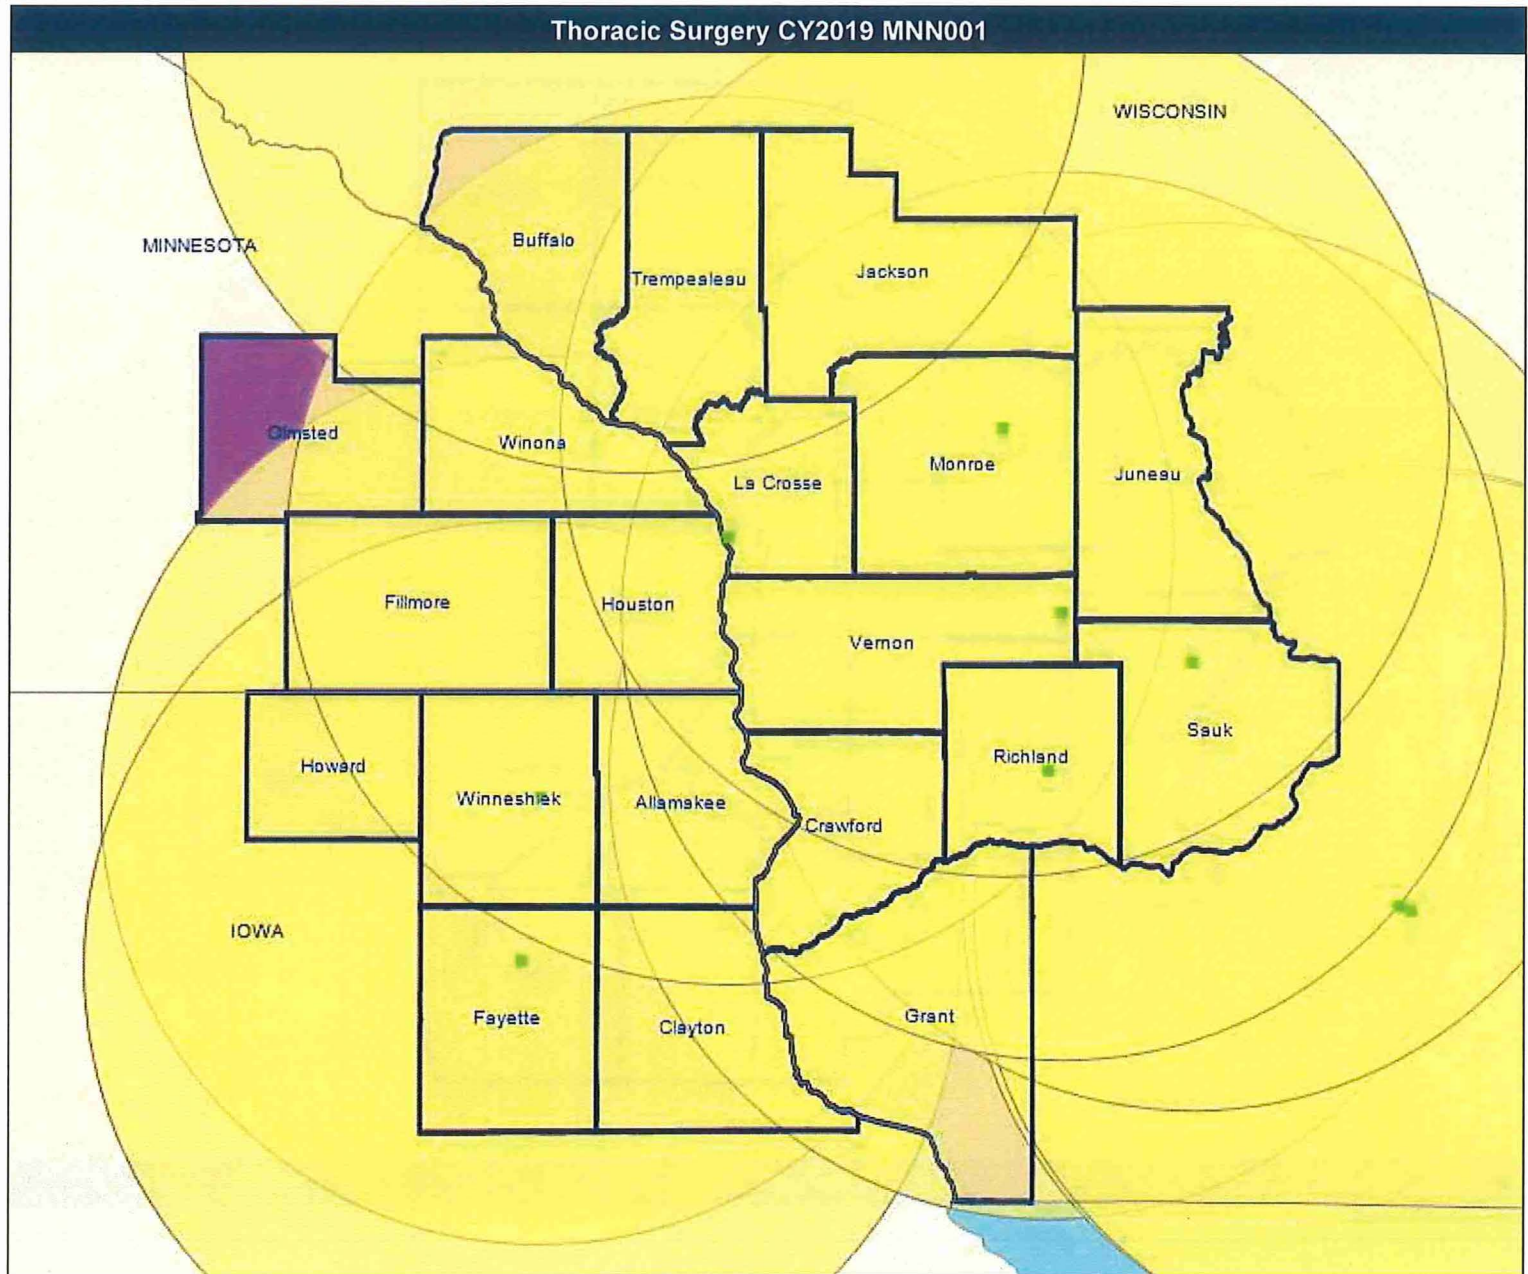 Thoracic Surgery CY2019 MNN001
WISCONSIN
MINNESOTA
Buffalo
Trempealeau
Jackson
Olmsted
Winona
La Crosse
Monroe
Juneau
Fillmore
Houston
Vernon
Sauk
Richland
Howard
Winneshiek
Allamakee
Crawford
IOWA
Fayette
Clayton
Grant